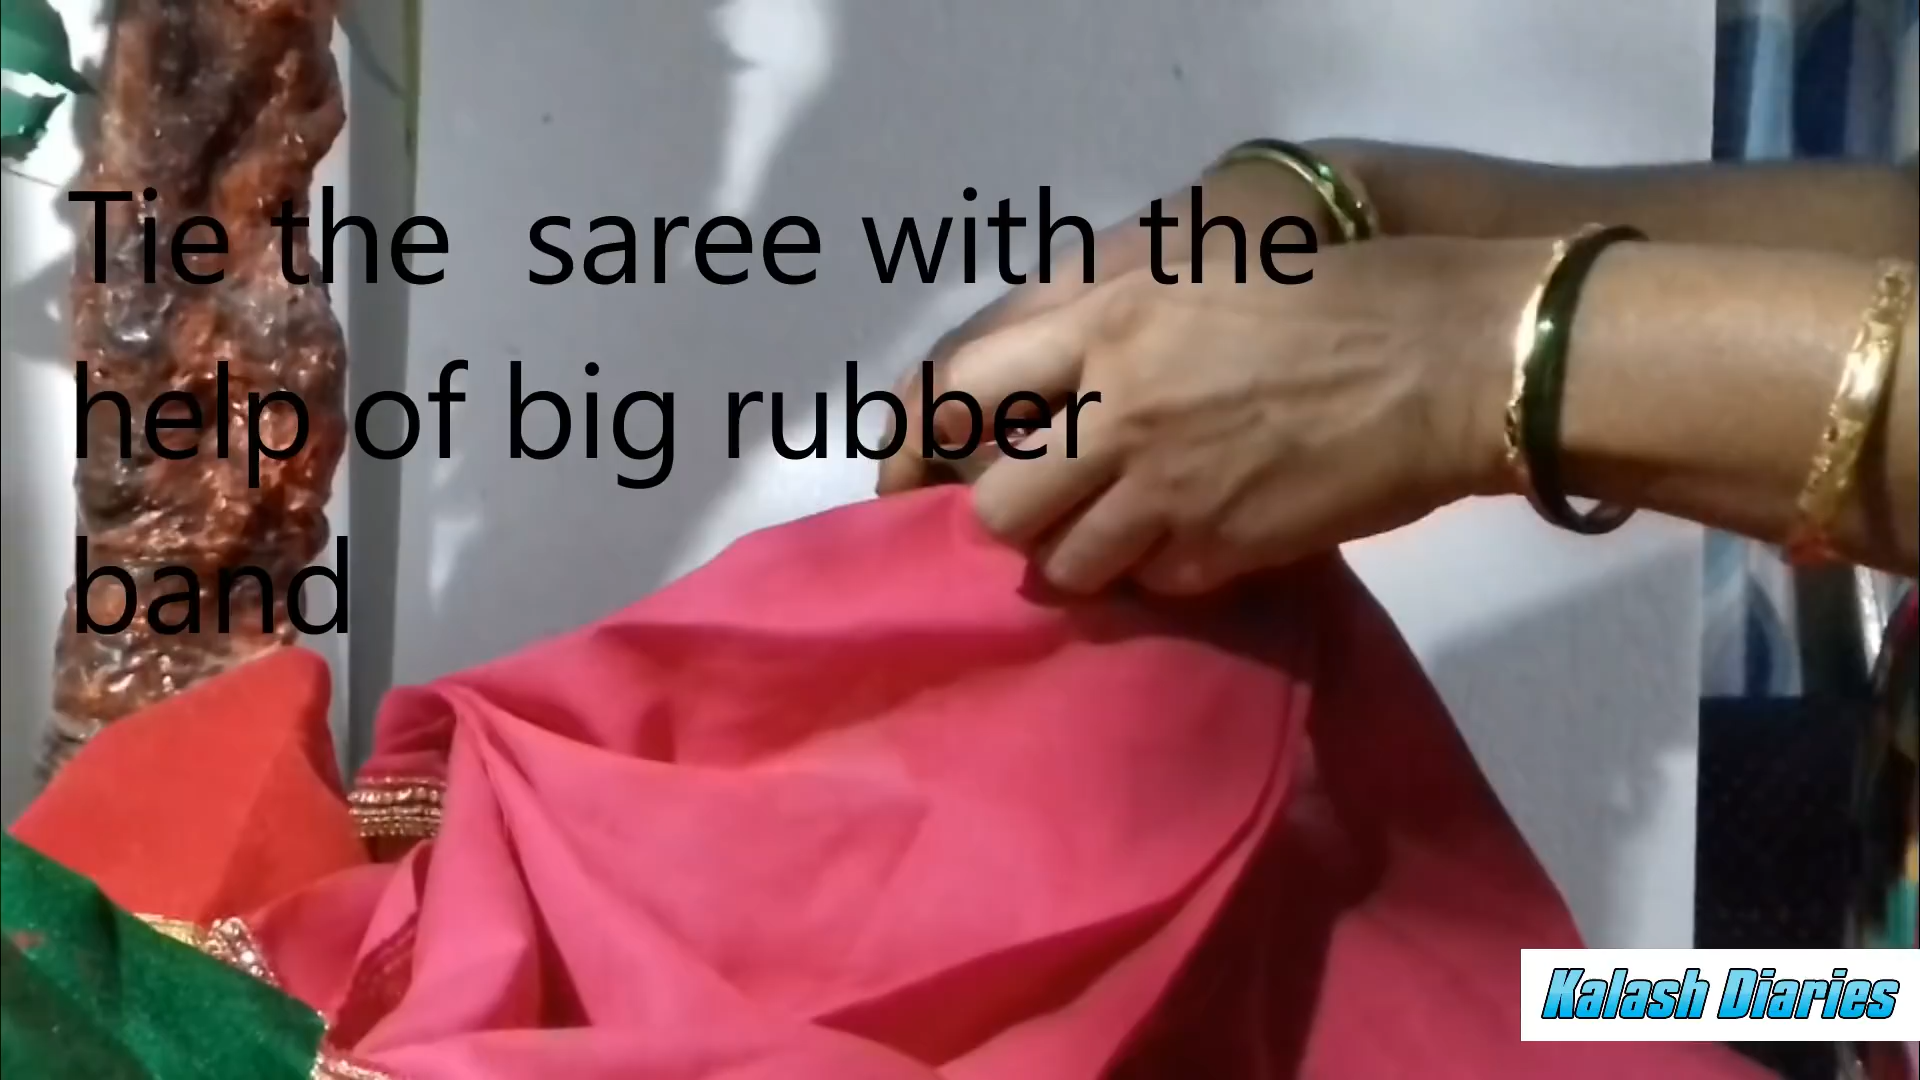 Tie the  saree with the
help of big rubber
band
Kalash Diaries